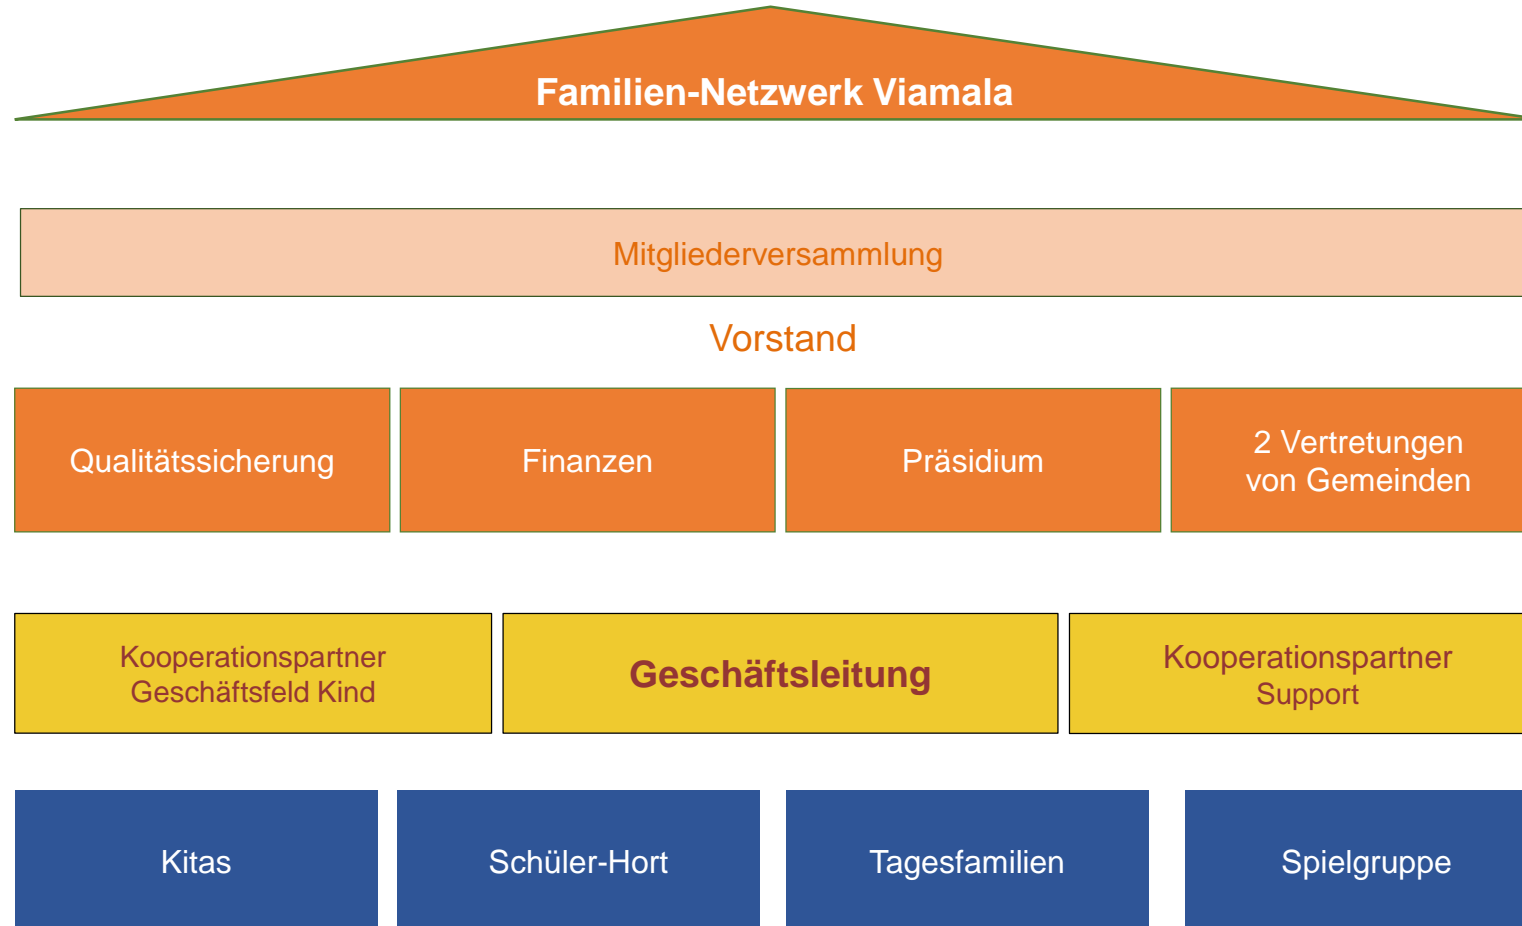 Familien-Netzwerk Viamala
Mitgliederversammlung
Vorstand
Qualitätssicherung
Finanzen
Präsidium
2 Vertretungen
von Gemeinden
Kooperationspartner
Geschäftsfeld Kind
Geschäftsleitung
Kooperationspartner
Support
Kitas
Schüler-Hort
Tagesfamilien
Spielgruppe